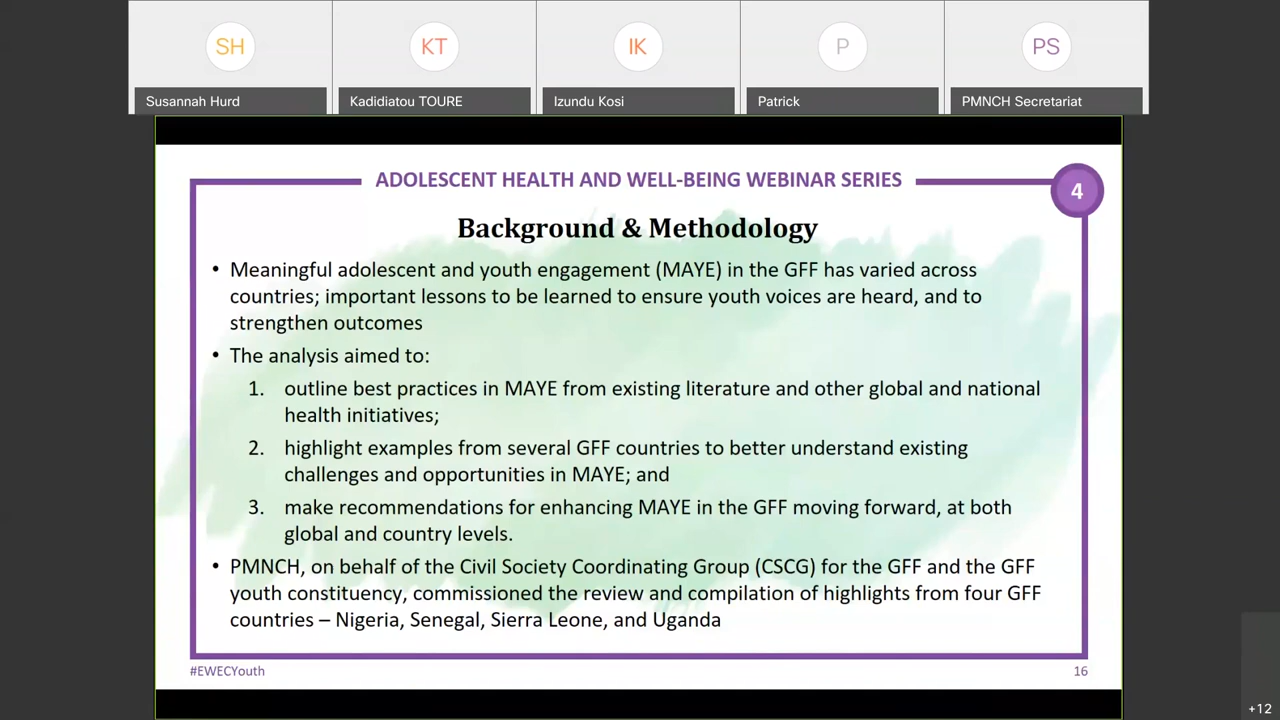 SH
KT
IK
P
PS
Susannah Hurd
Kadidiatou TOURE
Izundu Kosi
Patrick
PMNCH Secretariat
ADOLESCENT HEALTH AND WELL-BEING WEBINAR SERIES
4
Background & Methodology
• Meaningful adolescent and youth engagement (MAYE) in the GFF has varied across
countries; important lessons to be learned to ensure youth voices are heard, and to
strengthen outcomes
• The analysis aimed to:
1. outline best practices in MAYE from existing literature and other global and national
health initiatives;
2. highlight examples from several GFF countries to better understand existing
challenges and opportunities in MAYE; and
3. make recommendations for enhancing MAYE in the GFF moving forward, at both
global and country levels.
• PMNCH, on behalf of the Civil Society Coordinating Group (CSCG) for the GFF and the GFF
youth constituency, commissioned the review and compilation of highlights from four GFF
countries – Nigeria, Senegal, Sierra Leone, and Uganda
#EWECYouth
16
+12